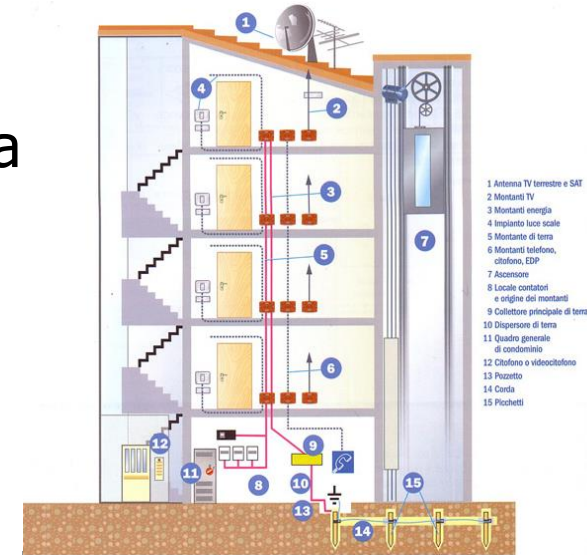 a
1
4
2
3
5
6
7
12
11
8
9
10
13
14
15
1 Antenna TV terrestre e SAT
2 Montanti TV
3 Montanti energia
4 Impianto luce scale
5 Montante di terra
6 Montanti telefono,
citofono, EDP
7 Ascensore
8 Locale contatori
e origine dei montanti
9 Collettore principale di terra
10 Dispersore di terra
11 Quadro generale
di condominio
12 Citofono o videocitofono
13 Pozzetto
14 Corda
15 Picchetti